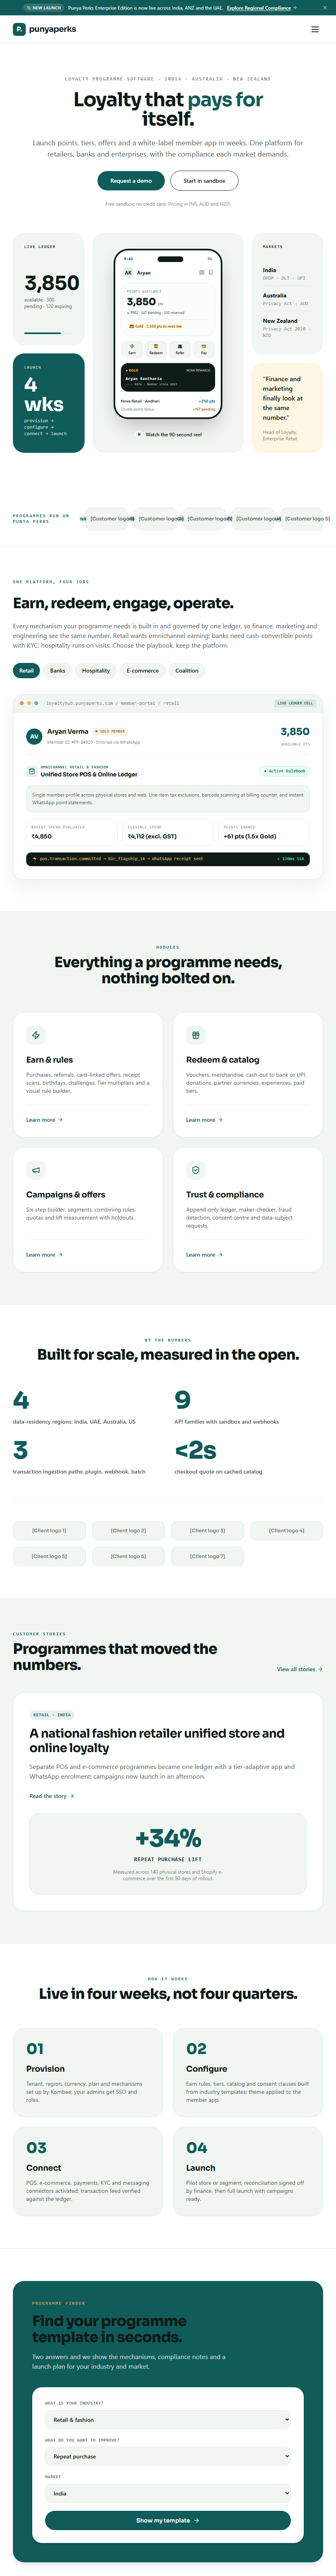 NEW LAUNCH Punya Perks Enterprise Edition is now live across India, ANZ and the UAE. Explore Regional Compliance → ×
P. punyaperks
LOYALTY PROGRAMME SOFTWARE · INDIA · AUSTRALIA · NEW ZEALAND
Loyalty that pays for
itself.
Launch points, tiers, offers and a white-label member app in weeks. One platform for
retailers, banks and enterprises, with the compliance each market demands.
Request a demo
Start in sandbox
Free sandbox, no credit card. Pricing in INR, AUD and NZD.
LIVE LEDGER
3,850
available · 300
pending · 120 expiring
LAUNCH
4
wks
provision →
configure →
connect → launch
9:41
5G
AK Aryan
POINTS AVAILABLE
3,850 pts
Gold · 2,150 pts to next tier
Earn
Redeem
Refer
Pay
GOLD
NOVA REWARDS
Aryan Kantharia
Nova Retail · Andheri +250 pts
Double points bonus +97 pending
Watch the 90-second reel
MARKETS
India
DPDP · DLT · UPI
Australia
Privacy Act · AUD
New Zealand
Privacy Act 2020 ·
NZD
“Finance and
marketing
finally look at
the same
number.”
Head of Loyalty,
Enterprise Retail
PROGRAMMES RUN ON
PUNYA PERKS
[Customer logo
[Customer logo
[Customer logo
[Customer logo
[Customer logo 5]
ONE PLATFORM, FOUR JOBS
Earn, redeem, engage, operate.
Every mechanism your programme needs is built in and governed by one ledger, so finance, marketing and
engineering see the same number. Retail wants omnichannel earning; banks need cash-convertible points
with KYC; hospitality runs on visits. Choose the playbook, keep the platform.
Retail
Banks
Hospitality
E-commerce
Coalition
loyaltyhub.punyaperks.com / member-portal / retail
LIVE LEDGER CELL
AV
Aryan Verma ★ GOLD MEMBER
Member ID #PP-84920 · Enrolled via WhatsApp
3,850
AVAILABLE PTS
OMNICHANNEL RETAIL & FASHION
Unified Store POS & Online Ledger
● Active Rulebook
Single member profile across physical stores and web. Line-item tax exclusions, barcode scanning at billing counter, and instant
WhatsApp point statements.
BASKET SPEND EVALUATED
₹4,850
ELIGIBLE SPEND
₹4,112 (excl. GST)
POINTS EARNED
+61 pts (1.5x Gold)
pos.transaction.committed → blr_flagship_14 → WhatsApp receipt sent
< 120ms SLA
MODULES
Everything a programme needs,
nothing bolted on.
Earn & rules
Purchases, referrals, card-linked offers, receipt
scans, birthdays, challenges. Tier multipliers and a
visual rule builder.
Learn more →
Redeem & catalog
Vouchers, merchandise, cash-out to bank or UPI,
donations, partner currencies, experiences, paid
tiers.
Learn more →
Campaigns & offers
Six-step builder, segments, combining rules,
quotas and lift measurement with holdouts.
Learn more →
Trust & compliance
Append-only ledger, maker-checker, fraud
detection, consent centre and data-subject
requests.
Learn more →
BY THE NUMBERS
Built for scale, measured in the open.
4
data-residency regions: India, UAE, Australia, US
9
API families with sandbox and webhooks
3
transaction ingestion paths: plugin, webhook, batch
<2s
checkout quote on cached catalog
[Client logo 1]
[Client logo 2]
[Client logo 3]
[Client logo 4]
[Client logo 5]
[Client logo 6]
[Client logo 7]
CUSTOMER STORIES
Programmes that moved the
numbers.
View all stories →
RETAIL · INDIA
A national fashion retailer unified store and
online loyalty
Separate POS and e-commerce programmes became one ledger with a tier-adaptive app and
WhatsApp enrolment; campaigns now launch in an afternoon.
Read the story →
+34%
REPEAT PURCHASE LIFT
Measured across 140 physical stores and Shopify e-
commerce over the first 90 days of rollout.
HOW IT WORKS
Live in four weeks, not four quarters.
01
Provision
Tenant, region, currency, plan and mechanisms
set up by Kombee; your admins get SSO and
roles.
02
Configure
Earn rules, tiers, catalog and consent clauses built
from industry templates; theme applied to the
member app.
03
Connect
POS, e-commerce, payments, KYC and messaging
connectors activated; transaction feed verified
against the ledger.
04
Launch
Pilot store or segment, reconciliation signed off
by finance, then full launch with campaigns
ready.
PROGRAMME FINDER
Find your programme
template in seconds.
Two answers and we show the mechanisms, compliance notes and a
launch plan for your industry and market.
WHAT IS YOUR INDUSTRY?
Retail & fashion
WHAT DO YOU WANT TO IMPROVE?
Repeat purchase
MARKET
India
Show my template →